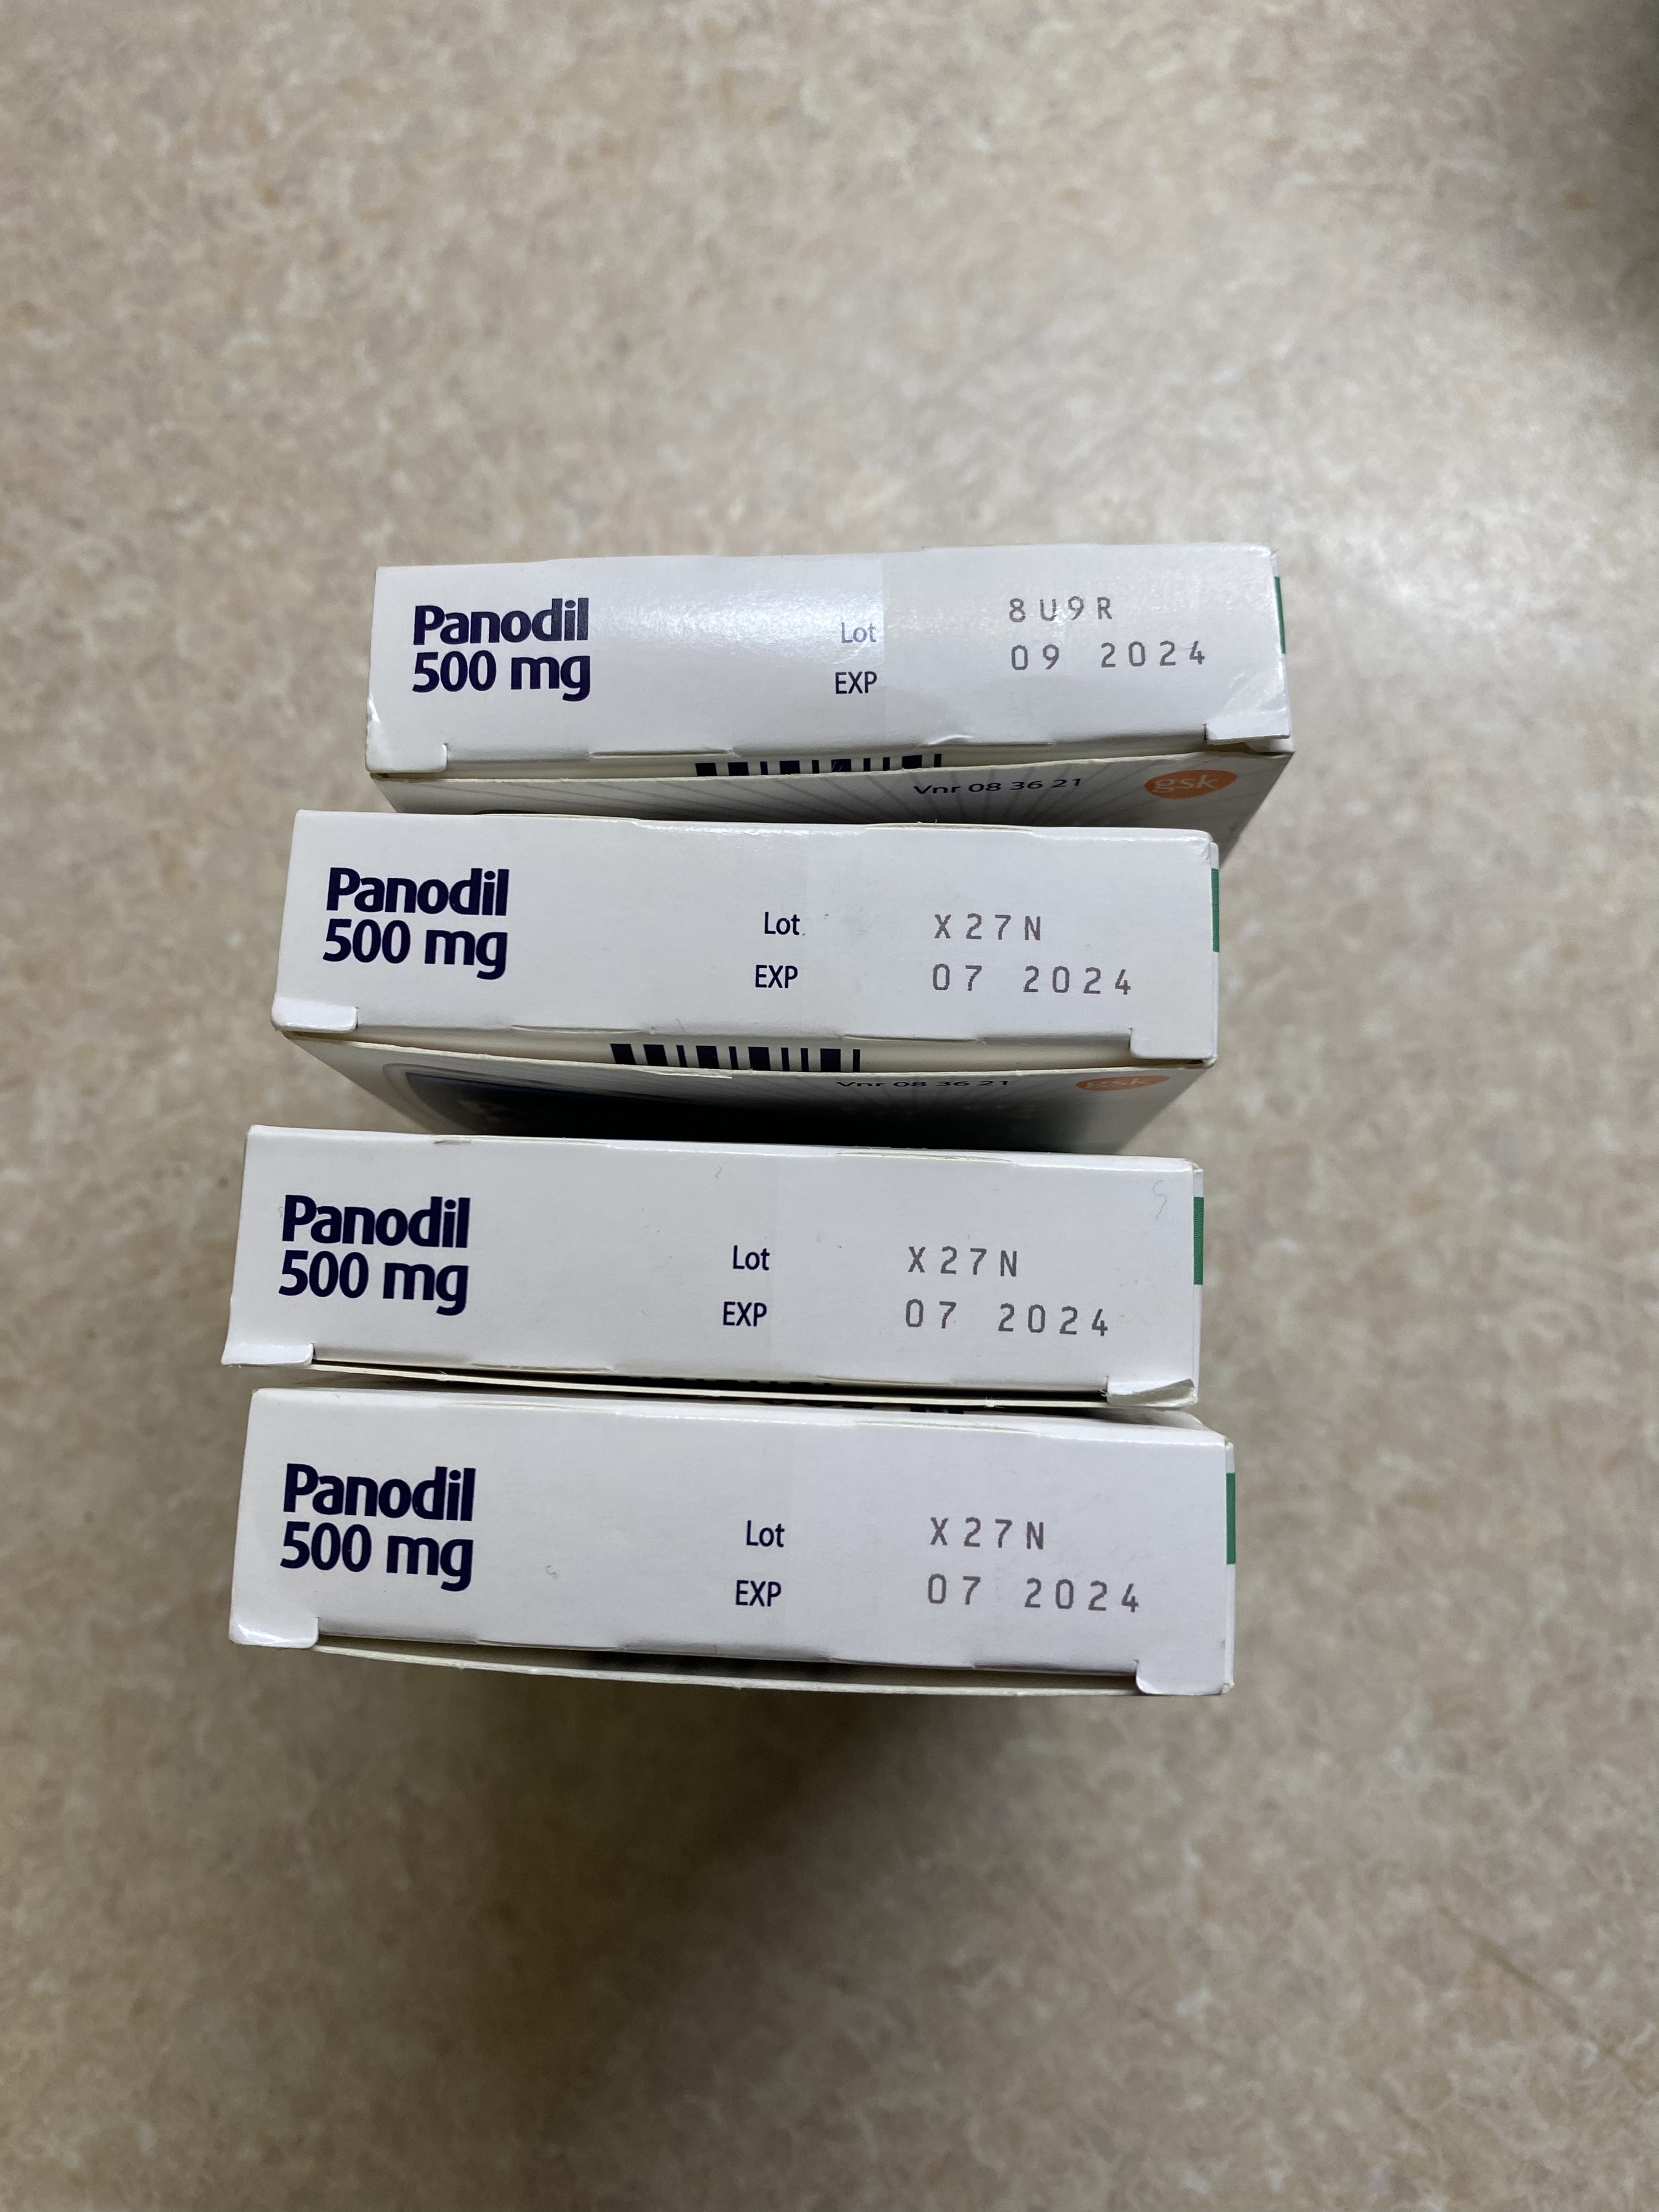 Panodil
500 mg
Lot 8U9R
EXP 09 2024
Vnr 08 36 21
gsk
Panodil
500 mg
Lot X27N
EXP 07 2024
Vnr 08 36 21
gsk
Panodil
500 mg
Lot X27N
EXP 07 2024
Panodil
500 mg
Lot X27N
EXP 07 2024